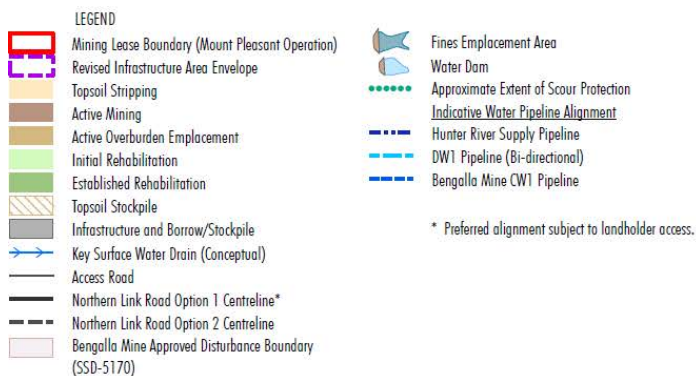 LEGEND
Mining Lease Boundary (Mount Pleasant Operation)
Revised Infrastructure Area Envelope
Topsoil Stripping
Active Mining
Active Overburden Emplacement
Initial Rehabilitation
Established Rehabilitation
Topsoil Stockpile
Infrastructure and Borrow/Stockpile
Key Surface Water Drain (Conceptual)
Access Road
Northern Link Road Option 1 Centreline*
Northern Link Road Option 2 Centreline
Bengalla Mine Approved Disturbance Boundary
(SSD-5170)
Fines Emplacement Area
Water Dam
Approximate Extent of Scour Protection
Indicative Water Pipeline Alignment
Hunter River Supply Pipeline
DW1 Pipeline (Bi-directional)
Bengalla Mine CW1 Pipeline
* Preferred alignment subject to landholder access.